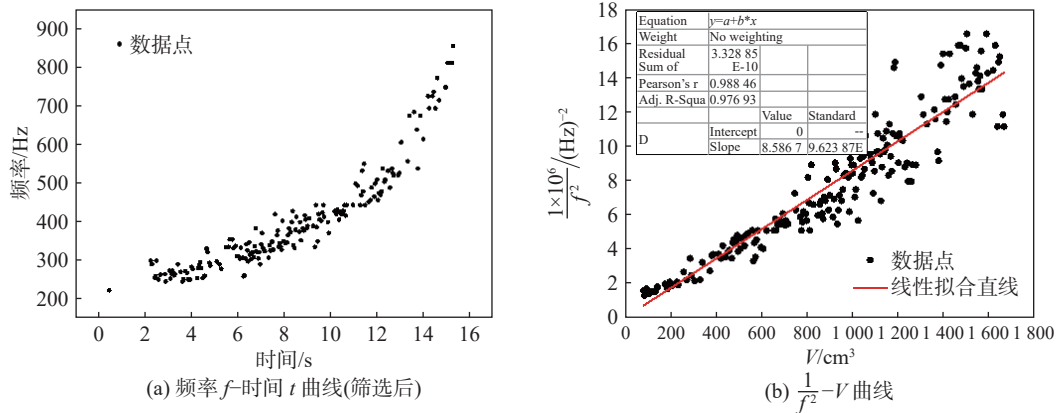 900
800
700
600
500
400
300
200
频率/Hz
数据点
0 2 4 6 8 10 12 14 16
时间/s
(a) 频率 f−时间 t 曲线(筛选后)
18
16
14
12
10
8
6
4
2
0
1×10⁶/f² /(Hz)⁻²
Equation y=a+b*x
Weight No weighting
Residual 3.328 85
Sum of E-10
Pearson's r 0.988 46
Adj. R-Squa 0.976 93
Value Standard
D
Intercept 0 --
Slope 8.586 7 9.623 87E
数据点
线性拟合直线
0 200 400 600 800 1 000 1 200 1 400 1 600 1 800
V/cm³
(b) 1/f² −V 曲线